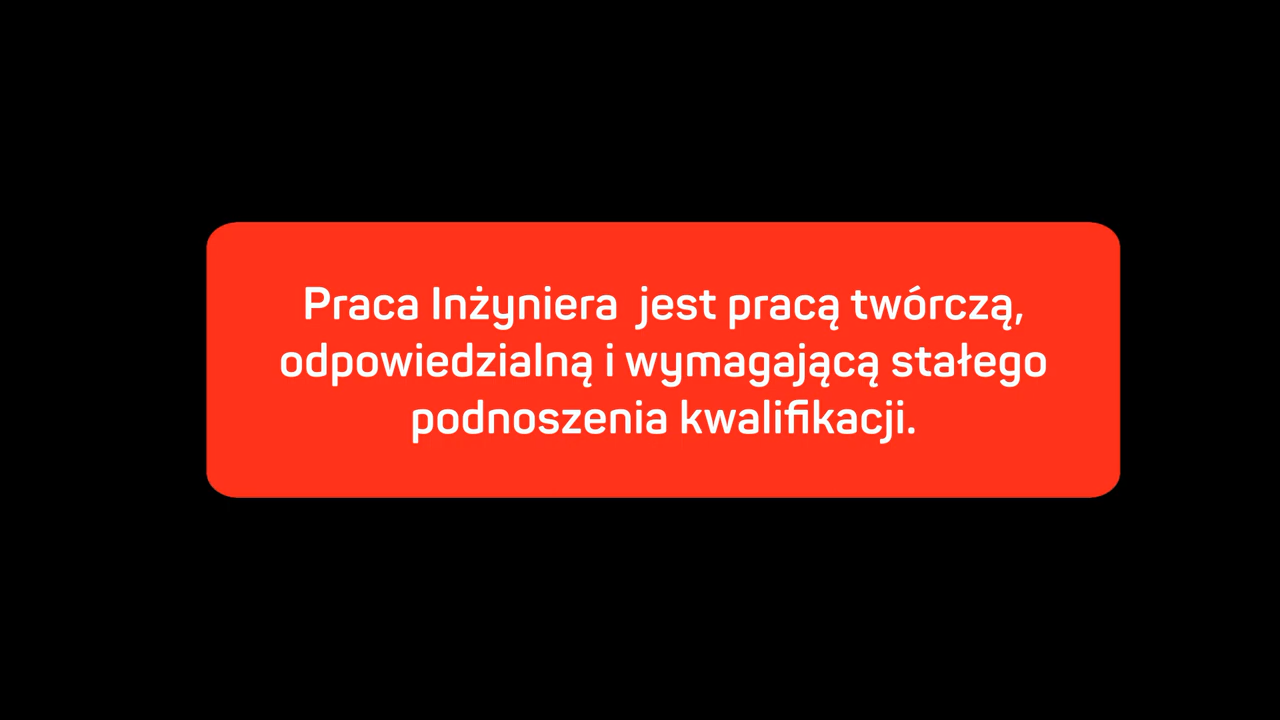 Praca Inżyniera  jest pracą twórczą,
odpowiedzialną i wymagającą stałego
podnoszenia kwalifikacji.